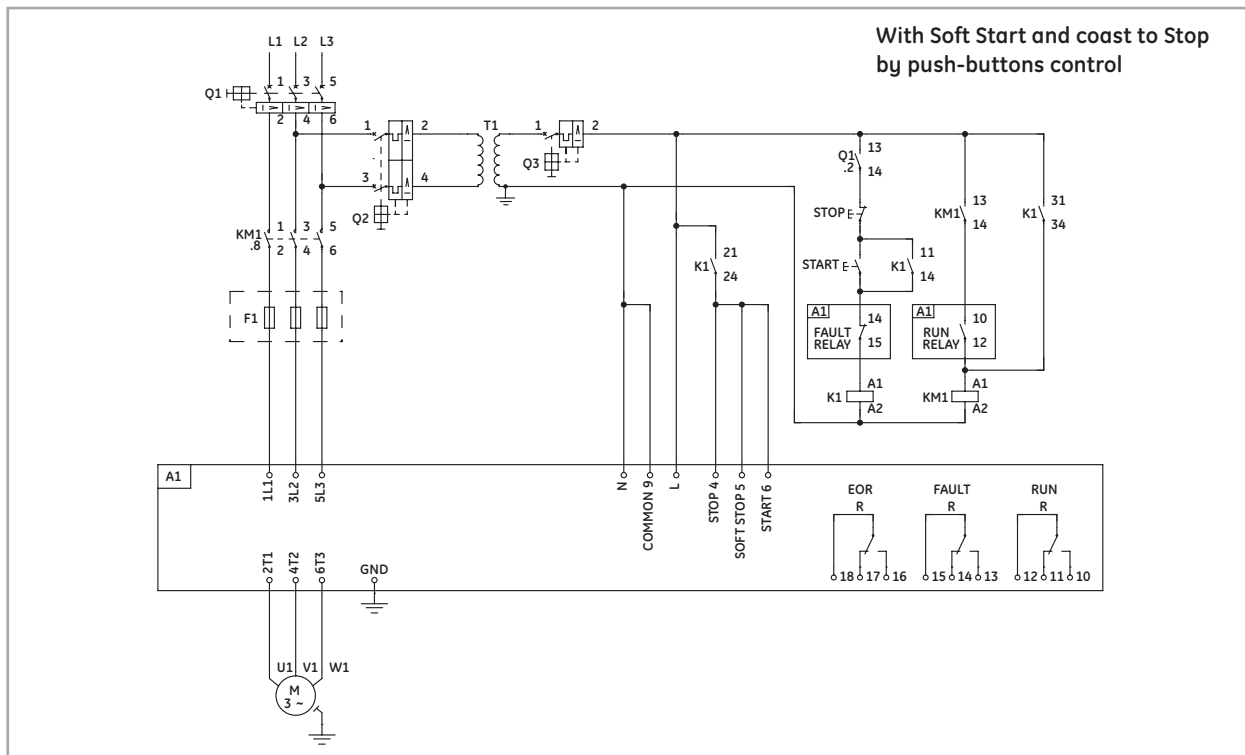 With Soft Start and coast to Stop
by push-buttons control
L1 L2 L3
Q1
1 3 5
2 4 6
1 2
3 4
Q2
T1
1 2
Q3
KM1
.8
1 3 5
2 4 6
F1
K1
21
24
Q1
.2
13
14
STOP
START
K1
11
14
KM1
13
14
K1
31
34
A1
FAULT
RELAY
14
15
A1
RUN
RELAY
10
12
K1
A1
A2
KM1
A1
A2
A1
1L1
3L2
5L3
N
COMMON 9
L
STOP 4
SOFT STOP 5
START 6
EOR
R
18 17 16
FAULT
R
15 14 13
RUN
R
12 11 10
2T1
4T2
6T3
GND
U1 V1 W1
M
3 ~